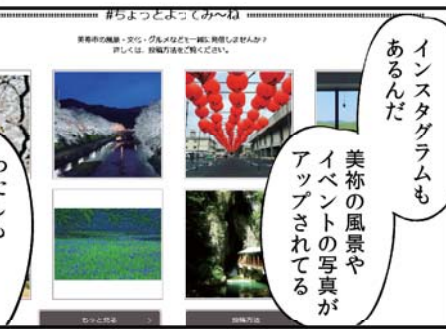 #ちょっとよってみ～ね
美祢市の風景・文化・グルメなどを一緒に発信しませんか？
詳しくは、投稿方法をご覧ください。
インスタグラムも
あるんだ
美祢の風景や
イベントの写真が
アップされてる
もっと見る
投稿方法